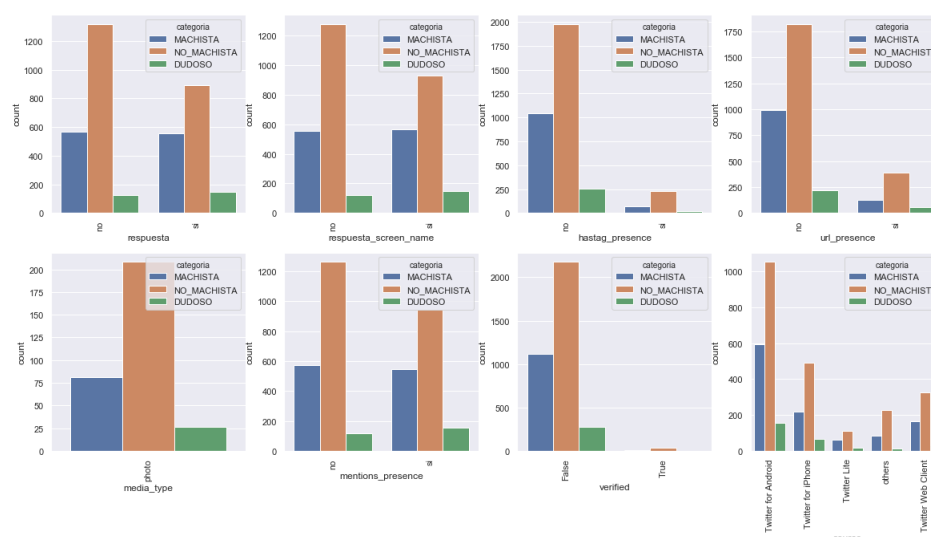 categoria
MACHISTA
NO_MACHISTA
DUDOSO
count
1200
1000
800
600
400
200
0
no
si
respuesta
categoria
MACHISTA
NO_MACHISTA
DUDOSO
count
1200
1000
800
600
400
200
0
no
si
respuesta_screen_name
categoria
MACHISTA
NO_MACHISTA
DUDOSO
count
2000
1750
1500
1250
1000
750
500
250
0
no
si
hastag_presence
categoria
MACHISTA
NO_MACHISTA
DUDOSO
count
1750
1500
1250
1000
750
500
250
0
no
si
url_presence
categoria
MACHISTA
NO_MACHISTA
DUDOSO
count
200
175
150
125
100
75
50
25
0
photo
media_type
categoria
MACHISTA
NO_MACHISTA
DUDOSO
count
1200
1000
800
600
400
200
0
no
si
mentions_presence
categoria
MACHISTA
NO_MACHISTA
DUDOSO
count
2000
1500
1000
500
0
False
True
verified
categoria
MACHISTA
NO_MACHISTA
DUDOSO
count
1000
800
600
400
200
0
Twitter for Android
Twitter for iPhone
Twitter Lite
others
Twitter Web Client